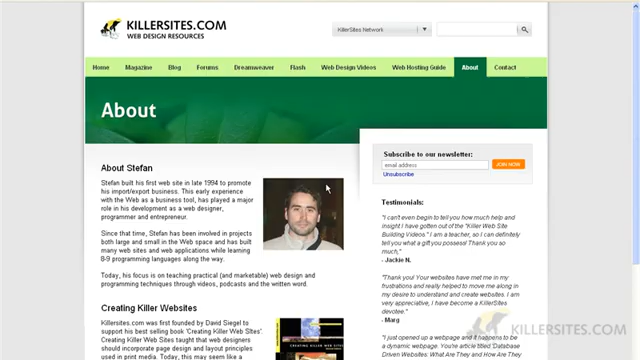 KILLERSITES.COM
WEB DESIGN RESOURCES
KillerSites Network
Home Magazine Blog Forums Dreamweaver Flash Web Design Videos Web Hosting Guide About Contact
About
Subscribe to our newsletter:
email address JOIN NOW
Unsubscribe
About Stefan
Stefan built his first web site in late 1994 to promote
his import/export business. This early experience
with the Web as a business tool, has played a major
role in his development as a web designer,
programmer and entrepreneur.
Since that time, Stefan has been involved in projects
both large and small in the Web space and has built
many web sites and web applications while learning
8-9 programming languages along the way.
Today, his focus is on teaching practical (and marketable) web design and
programming techniques through videos, podcasts and the written word.
Creating Killer Websites
Killersites.com was first founded by David Siegel to
support his best selling book 'Creating Killer Web Sites'.
Creating Killer Web Sites taught that web designers
should incorporate page design and layout principles
used in print media. Today, this may seem like a
Testimonials:
"I can't even begin to tell you how much help and
insight I have gotten out of the "Killer Web Site
Building Videos". I am a teacher, so I can definitely
tell you what a gift you possess! Thank you so
much,"
- Jackie N.
Thank you! Your websites have met me in my
frustrations and really helped to move me along in
my desire to understand and create websites. I am
very appreciative, I have become a KillerSites
devotee."
- Marg
"I just opened up a webpage and it happened to be
a dynamic webpage. You're article titled 'Database
Driven Websites: What Are They and How Are They
KILLERSITES.COM